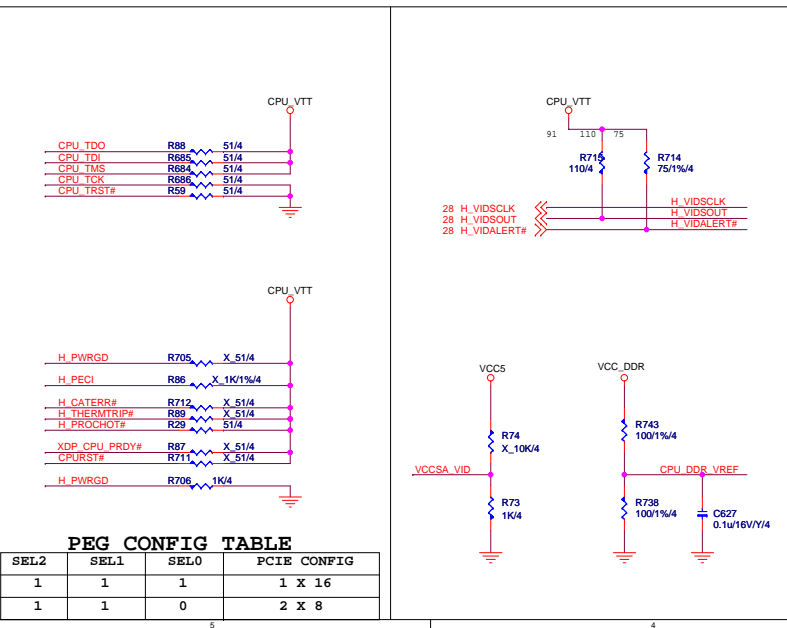 CPU_VTT
CPU_TDO R88 51/4
CPU_TDI R685 51/4
CPU_TMS R684 51/4
CPU_TCK R686 51/4
CPU_TRST# R59 51/4
CPU_VTT
H_PWRGD R705 X_51/4
H_PECI R86 X_1K/1%/4
H_CATERR# R712 X_51/4
H_THERMTRIP# R89 X_51/4
H_PROCHOT# R29 51/4
XDP_CPU_PRDY# R87 X_51/4
CPURST# R711 X_51/4
H_PWRGD R706 1K/4
PEG CONFIG TABLE
SEL2 SEL1 SEL0 PCIE CONFIG
1 1 1 1 X 16
1 1 0 2 X 8
5
CPU_VTT
91 110 75
R715 R714
110/4 75/1%/4
28 H_VIDSCLK H_VIDSCLK
28 H_VIDSOUT H_VIDSOUT
28 H_VIDALERT# H_VIDALERT#
VCC5 VCC_DDR
R74
X_10K/4
R743
100/1%/4
VCCSA_VID CPU_DDR_VREF
R73
1K/4
R738
100/1%/4
C627
0.1u/16V/Y/4
4